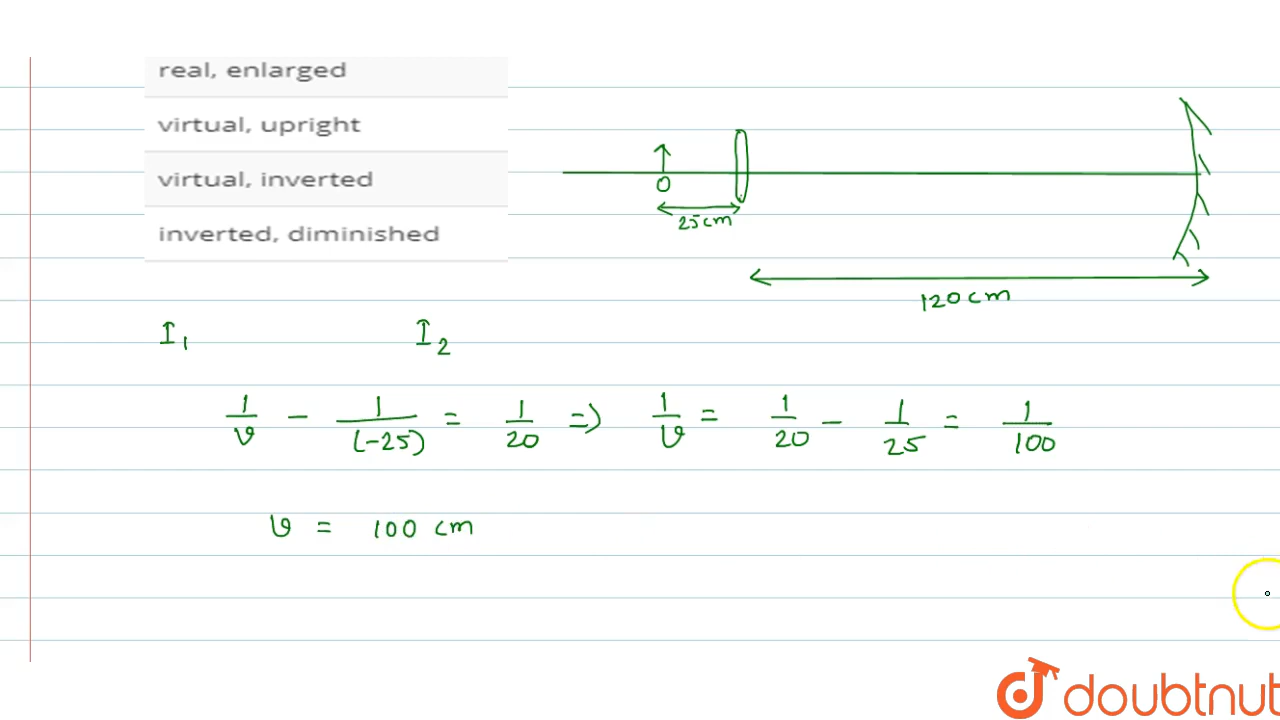 real, enlarged
virtual, upright
virtual, inverted
inverted, diminished
O
25cm
120cm
I₁ I₂
1/v - 1/(-25) = 1/20 => 1/v = 1/20 - 1/25 = 1/100
v = 100 cm
doubtnut